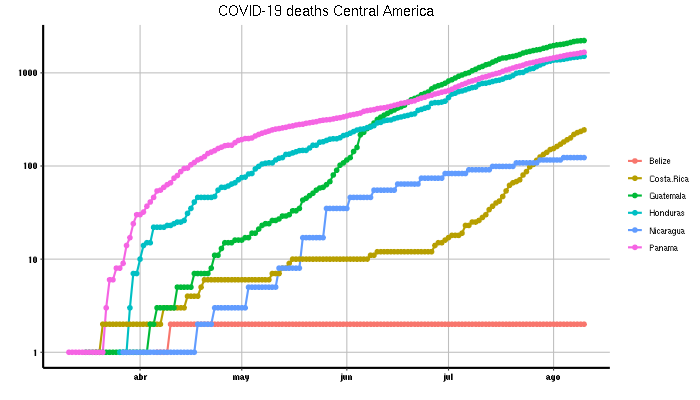 COVID-19 deaths Central America
1000
100
10
1
abr may jun jul ago
Belize
Costa.Rica
Guatemala
Honduras
Nicaragua
Panama